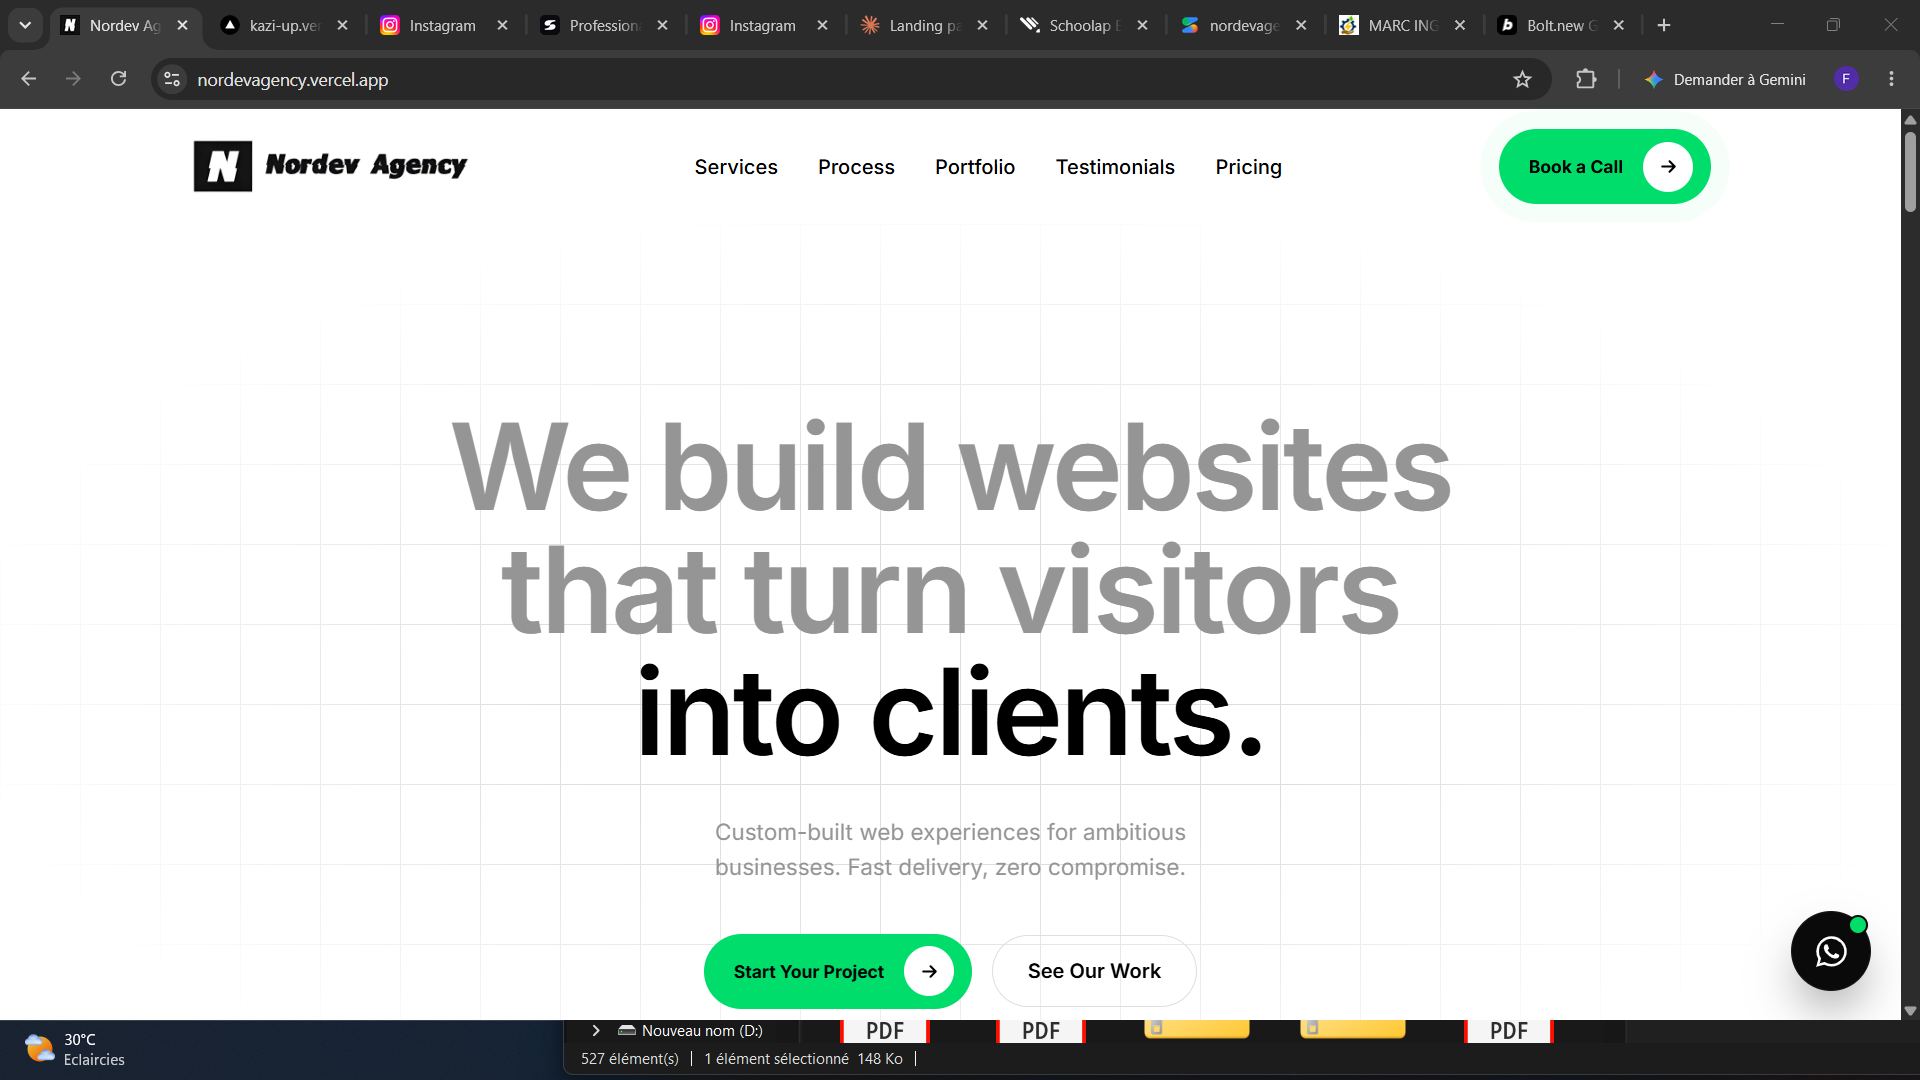 Nordev Ag
kazi-up.ver
Instagram
Profession
Instagram
Landing pa
Schoolap E
nordevage
MARC ING
Bolt.new G
nordevagency.vercel.app
Demander à Gemini
F
N Nordev Agency
Services
Process
Portfolio
Testimonials
Pricing
Book a Call
We build websites
that turn visitors
into clients.
Custom-built web experiences for ambitious
businesses. Fast delivery, zero compromise.
Start Your Project
See Our Work
Nouveau nom (D:)
PDF
PDF
PDF
30°C
Eclaircies
527 élément(s)
1 élément sélectionné 148 Ko